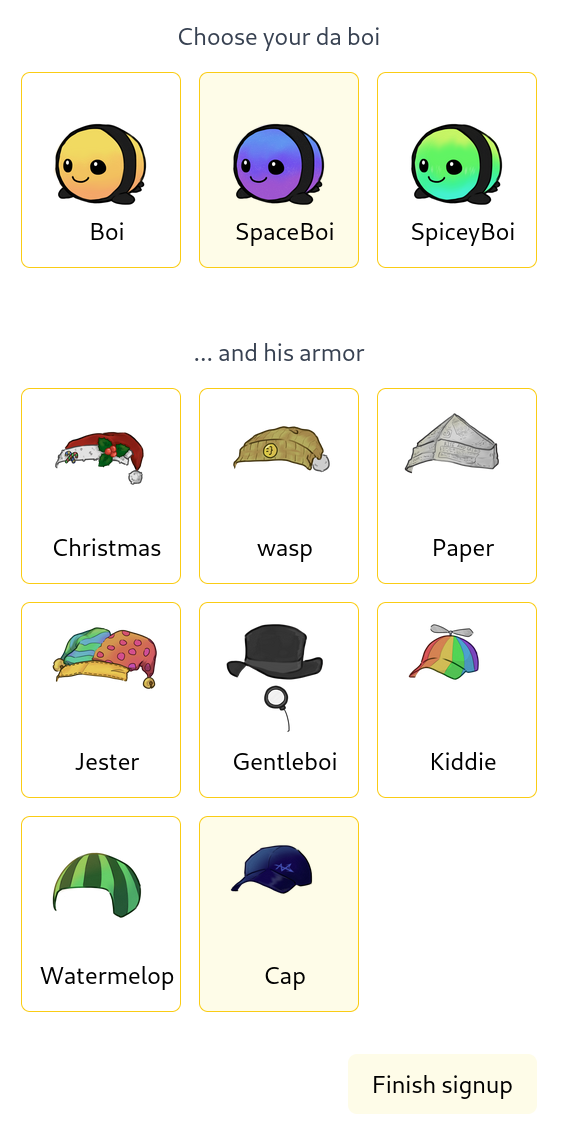 Choose your da boi
Boi
SpaceBoi
SpiceyBoi
... and his armor
Christmas
wasp
Paper
Jester
Gentleboi
Kiddie
Watermelop
Cap
Finish signup